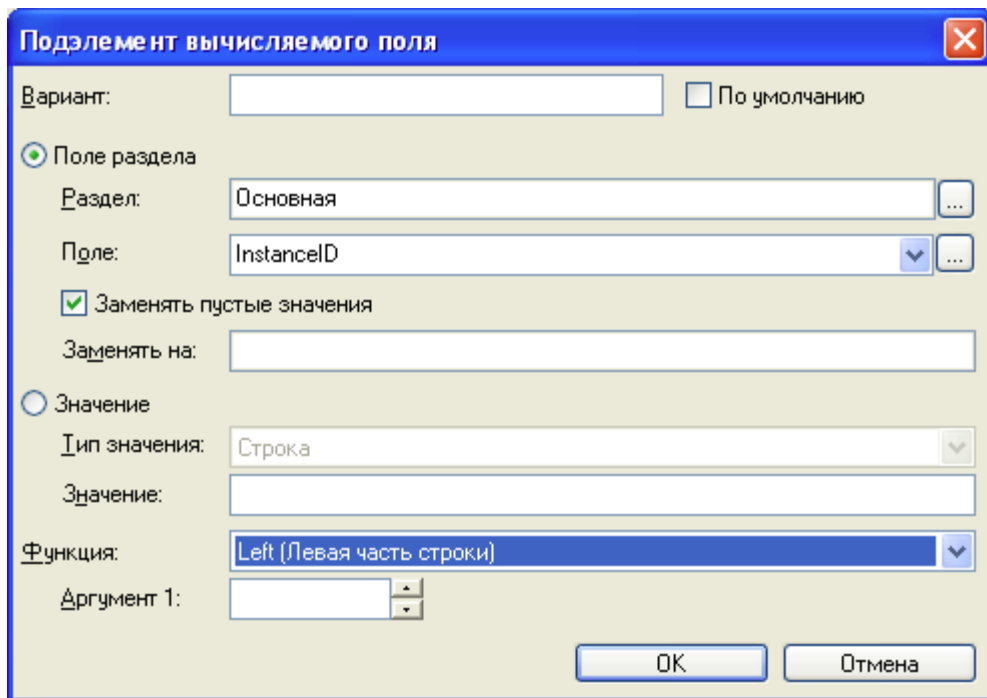 Подэлемент вычисляемого поля
Вариант: По умолчанию
Поле раздела
Раздел: Основная ...
Поле: InstanceID ...
Заменять пустые значения
Заменять на:
Значение
Тип значения: Строка
Значение:
Функция: Left (Левая часть строки)
Аргумент 1:
OK Отмена